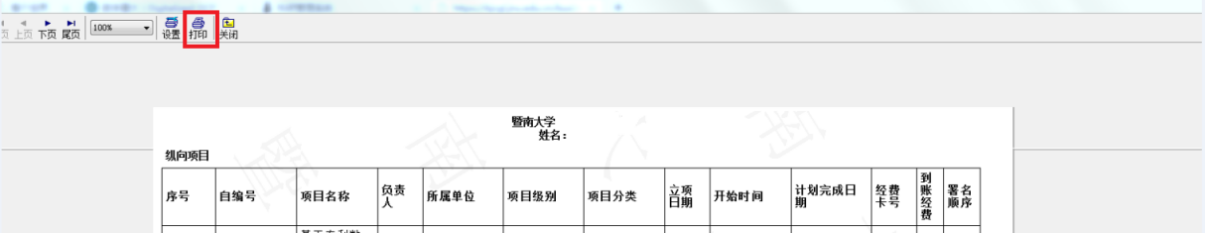 上页 下页 尾页 100% 设置 打印 关闭
暨南大学
姓名：
纵向项目
序号 自编号 项目名称 负责人 所属单位 项目级别 项目分类 立项日期 开始时间 计划完成日期 经费卡号 到账经费 署名顺序